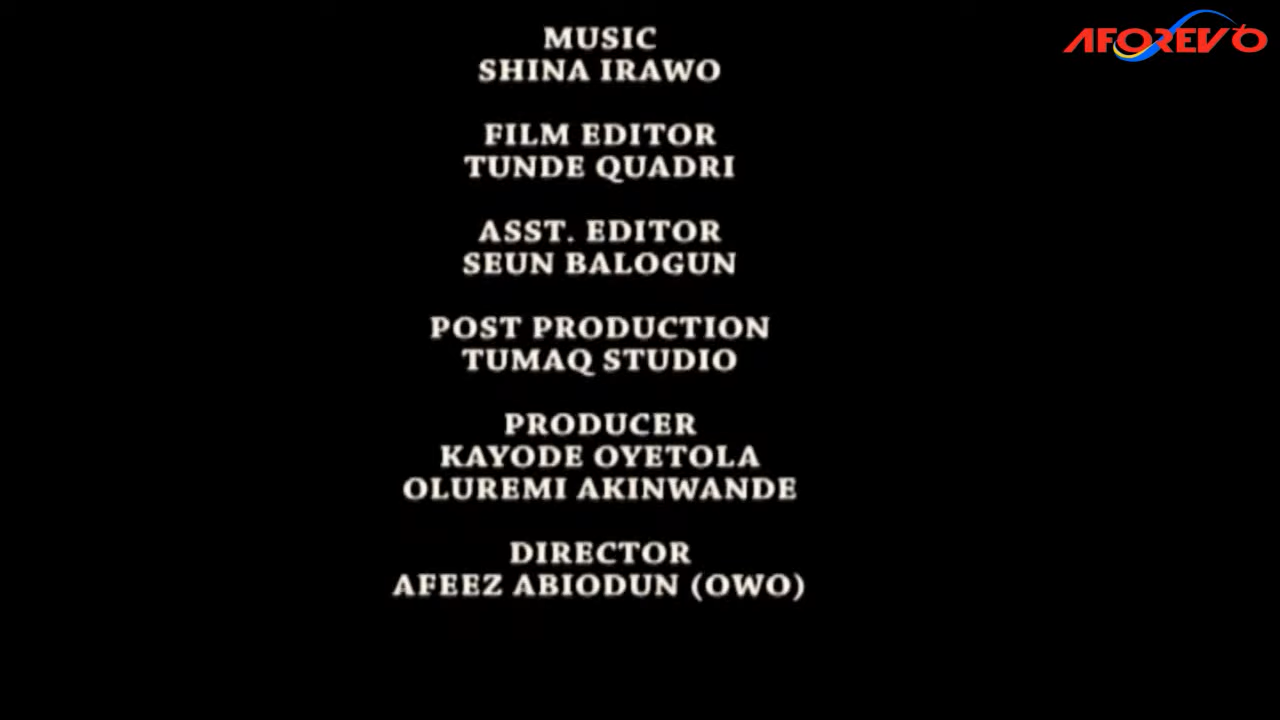 AFOREVO
MUSIC
SHINA IRAWO
FILM EDITOR
TUNDE QUADRI
ASST. EDITOR
SEUN BALOGUN
POST PRODUCTION
TUMAQ STUDIO
PRODUCER
KAYODE OYETOLA
OLUREMI AKINWANDE
DIRECTOR
AFEEZ ABIODUN (OWO)